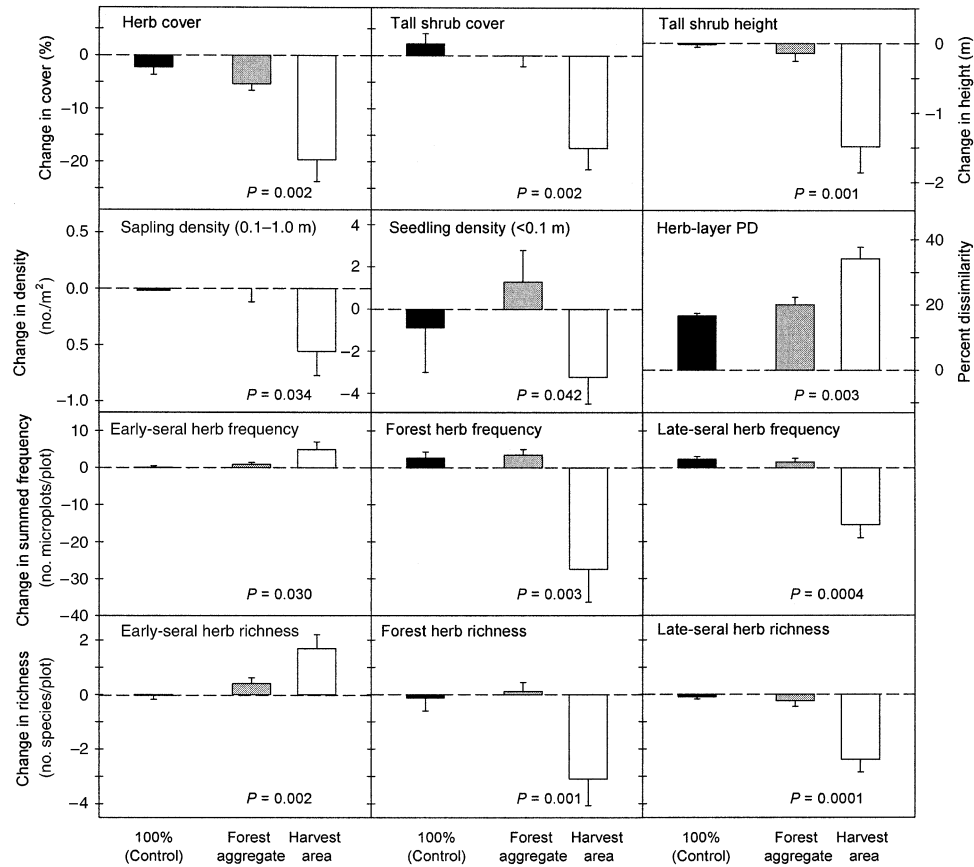 Herb cover
Tall shrub cover
Tall shrub height
Change in cover (%)
0
−10
−20
P = 0.002
P = 0.002
P = 0.001
0
−1
−2
Change in height (m)
Sapling density (0.1–1.0 m)
Seedling density (<0.1 m)
Herb-layer PD
Change in density
(no./m²)
0.5
0.0
0.5
−1.0
P = 0.034
4
2
0
−2
−4
P = 0.042
P = 0.003
40
20
0
Percent dissimilarity
Early-seral herb frequency
Forest herb frequency
Late-seral herb frequency
Change in summed frequency
(no. microplots/plot)
10
0
−10
−20
−30
−40
P = 0.030
P = 0.003
P = 0.0004
Early-seral herb richness
Forest herb richness
Late-seral herb richness
Change in richness
(no. species/plot)
2
0
−2
−4
P = 0.002
P = 0.001
P = 0.0001
100% Forest Harvest 100% Forest Harvest 100% Forest Harvest
(Control) aggregate area (Control) aggregate area (Control) aggregate area